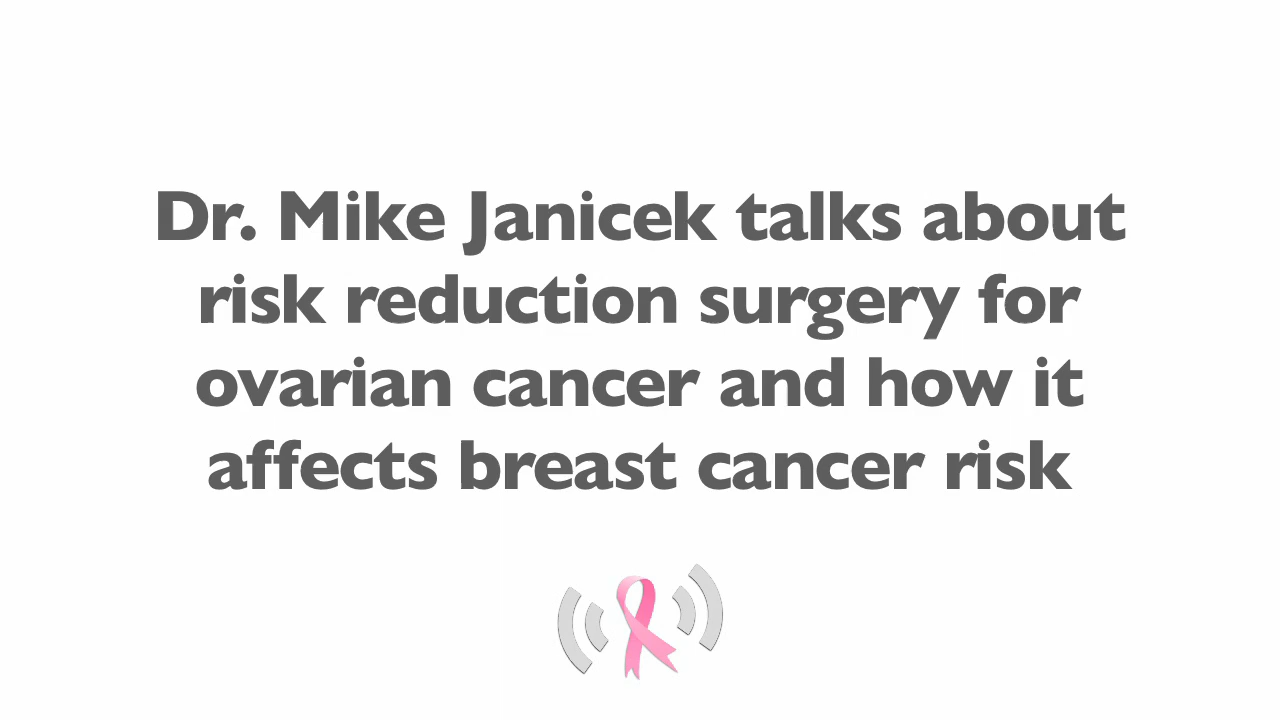 Dr. Mike Janicek talks about
risk reduction surgery for
ovarian cancer and how it
affects breast cancer risk